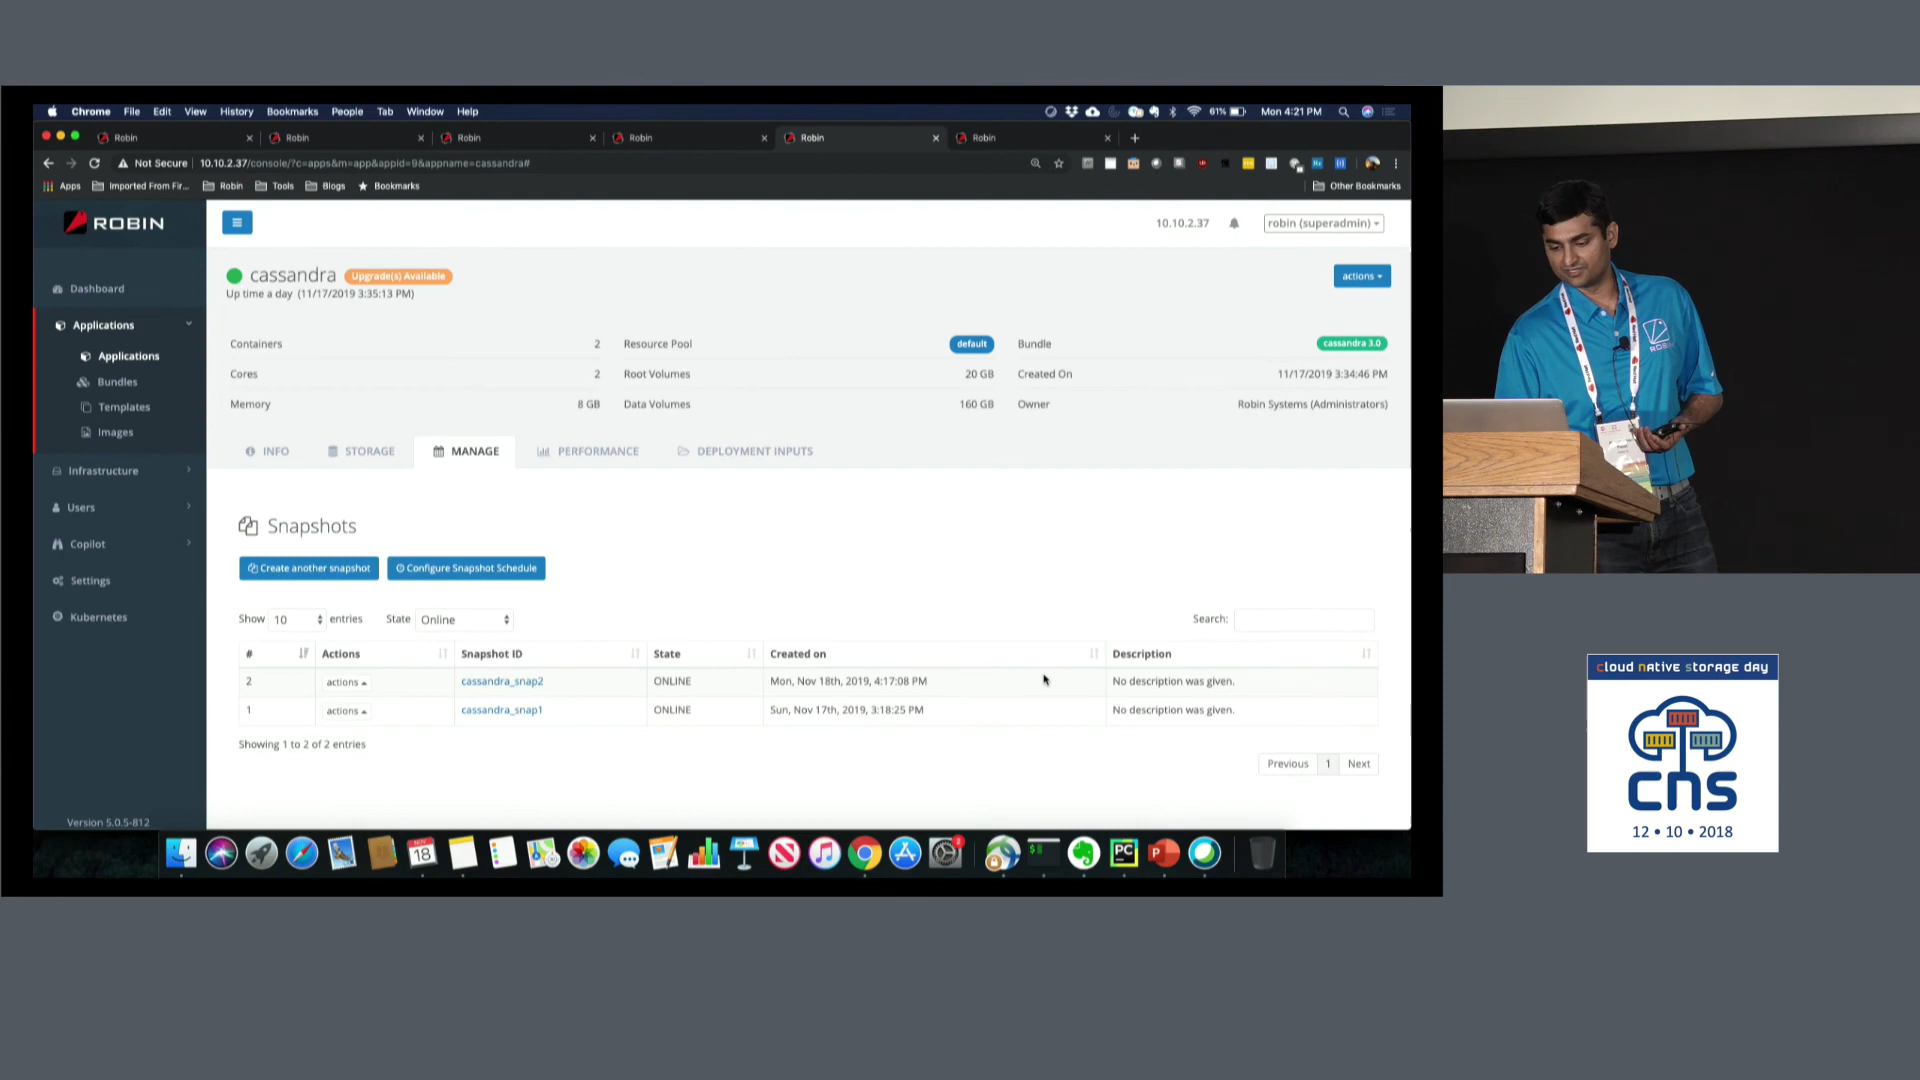 Chrome File Edit View History Bookmarks People Tab Window Help 61% Mon 4:21 PM
Robin Robin Robin Robin Robin Robin
Not Secure 10.10.2.37/console/?c=apps&m=app&appid=9&appname=cassandra#
Apps Imported From Fir... Robin Tools Blogs Bookmarks Other Bookmarks
ROBIN
10.10.2.37 robin (superadmin)
Dashboard
Applications
Applications
Bundles
Templates
Images
Infrastructure
Users
Copilot
Settings
Kubernetes
Version 5.0.5-812
cassandra Upgrade(s) Available
actions
Up time a day (11/17/2019 3:35:13 PM)
Containers 2 Resource Pool default Bundle cassandra 3.0
Cores 2 Root Volumes 20 GB Created On 11/17/2019 3:34:46 PM
Memory 8 GB Data Volumes 160 GB Owner Robin Systems (Administrators)
INFO STORAGE MANAGE PERFORMANCE DEPLOYMENT INPUTS
Snapshots
Create another snapshot Configure Snapshot Schedule
Show 10 entries State Online Search:
# Actions Snapshot ID State Created on Description
2 actions cassandra_snap2 ONLINE Mon, Nov 18th, 2019, 4:17:08 PM No description was given.
1 actions cassandra_snap1 ONLINE Sun, Nov 17th, 2019, 3:18:25 PM No description was given.
Showing 1 to 2 of 2 entries
Previous 1 Next
NOV
18
PC
P
ROBIN
cloud native storage day
cns
12 • 10 • 2018